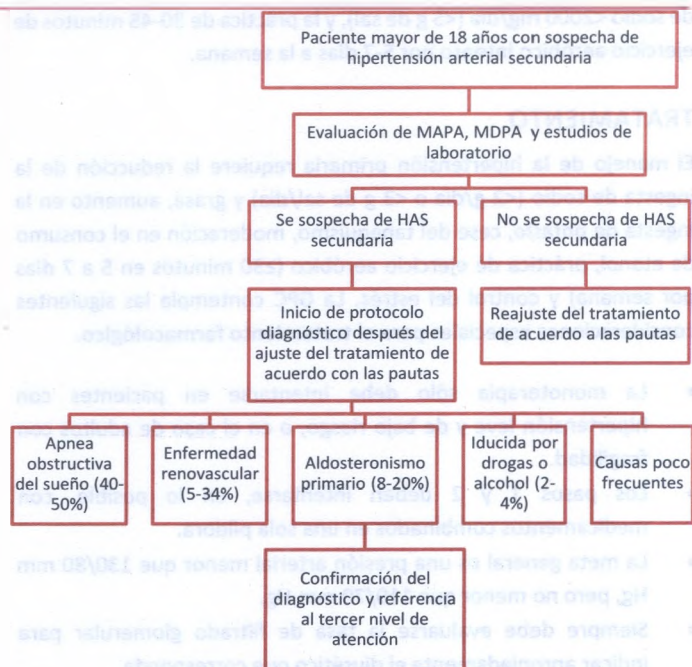 Paciente mayor de 18 años con sospecha de
hipertensión arterial secundaria
Evaluación de MAPA, MDPA y estudios de
laboratorio
Se sospecha de HAS
secundaria
No se sospecha de HAS
secundaria
Inicio de protocolo
diagnóstico después del
ajuste del tratamiento de
acuerdo con las pautas
Reajuste del tratamiento
de acuerdo a las pautas
Apnea
obstructiva
del sueño (40-
50%)
Enfermedad
renovascular
(5-34%)
Aldosteronismo
primario (8-20%)
Iducida por
drogas o
alcohol (2-
4%)
Causas poco
frecuentes
Confirmación del
diagnóstico y referencia
al tercer nivel de
atención